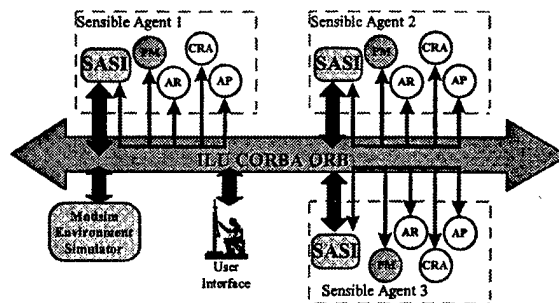 Sensible Agent 1
Sensible Agent 2
SASI
PM
AR
CRA
AP
SASI
PM
AR
CRA
AP
ILU CORBA ORB
Modsim
Environment
Simulator
User
Interface
SASI
PM
AR
CRA
AP
Sensible Agent 3